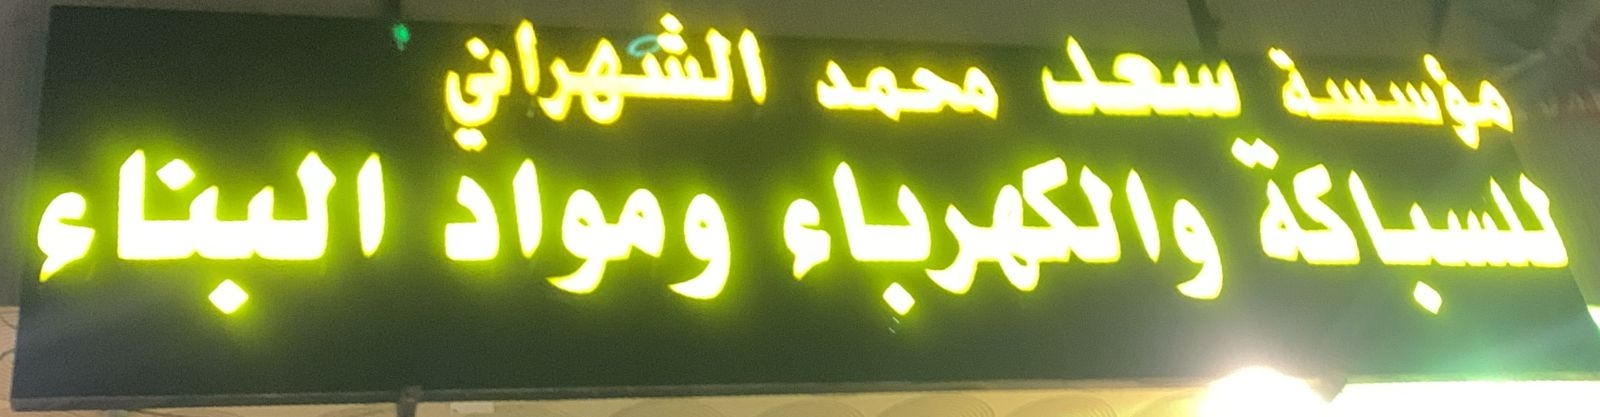 مؤسسة سعد محمد الشهراني
للسباكة والكهرباء ومواد البناء